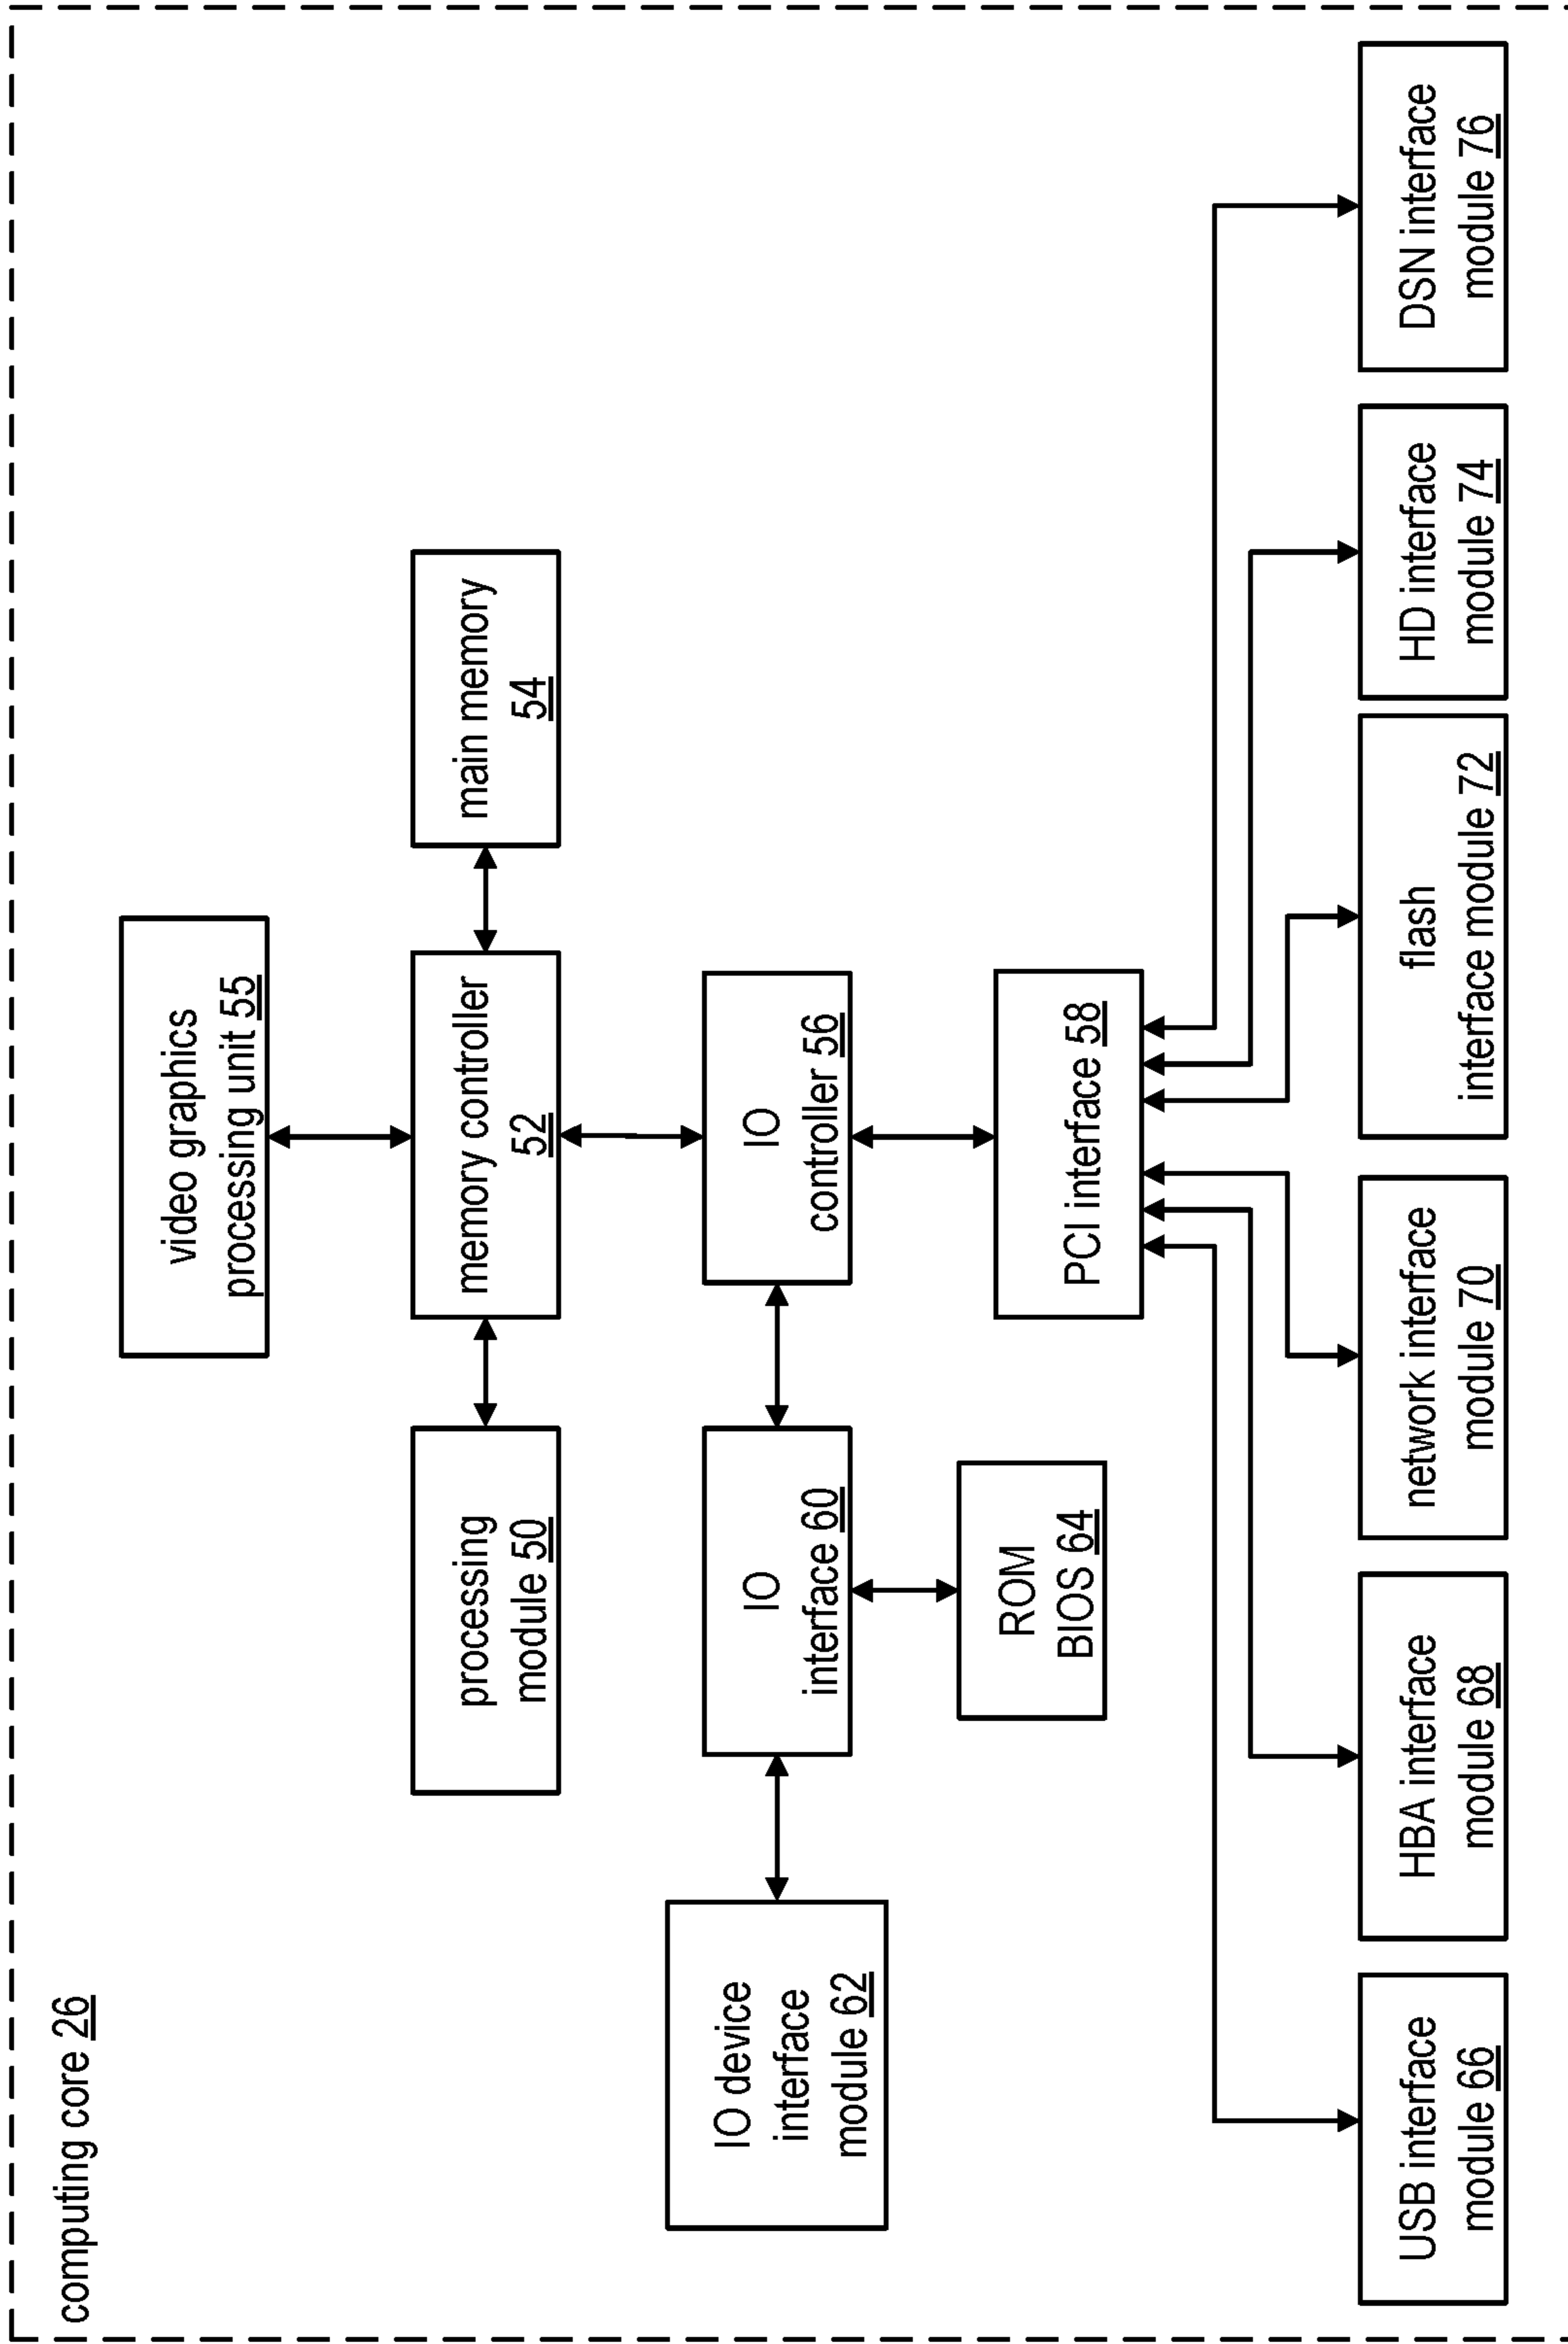 computing core 26
video graphics
processing unit 55
processing
module 50
memory controller
52
main memory
54
IO device
interface
module 62
IO
interface 60
IO
controller 56
ROM
BIOS 64
PCI interface 58
USB interface
module 66
HBA interface
module 68
network interface
module 70
flash
interface module 72
HD interface
module 74
DSN interface
module 76